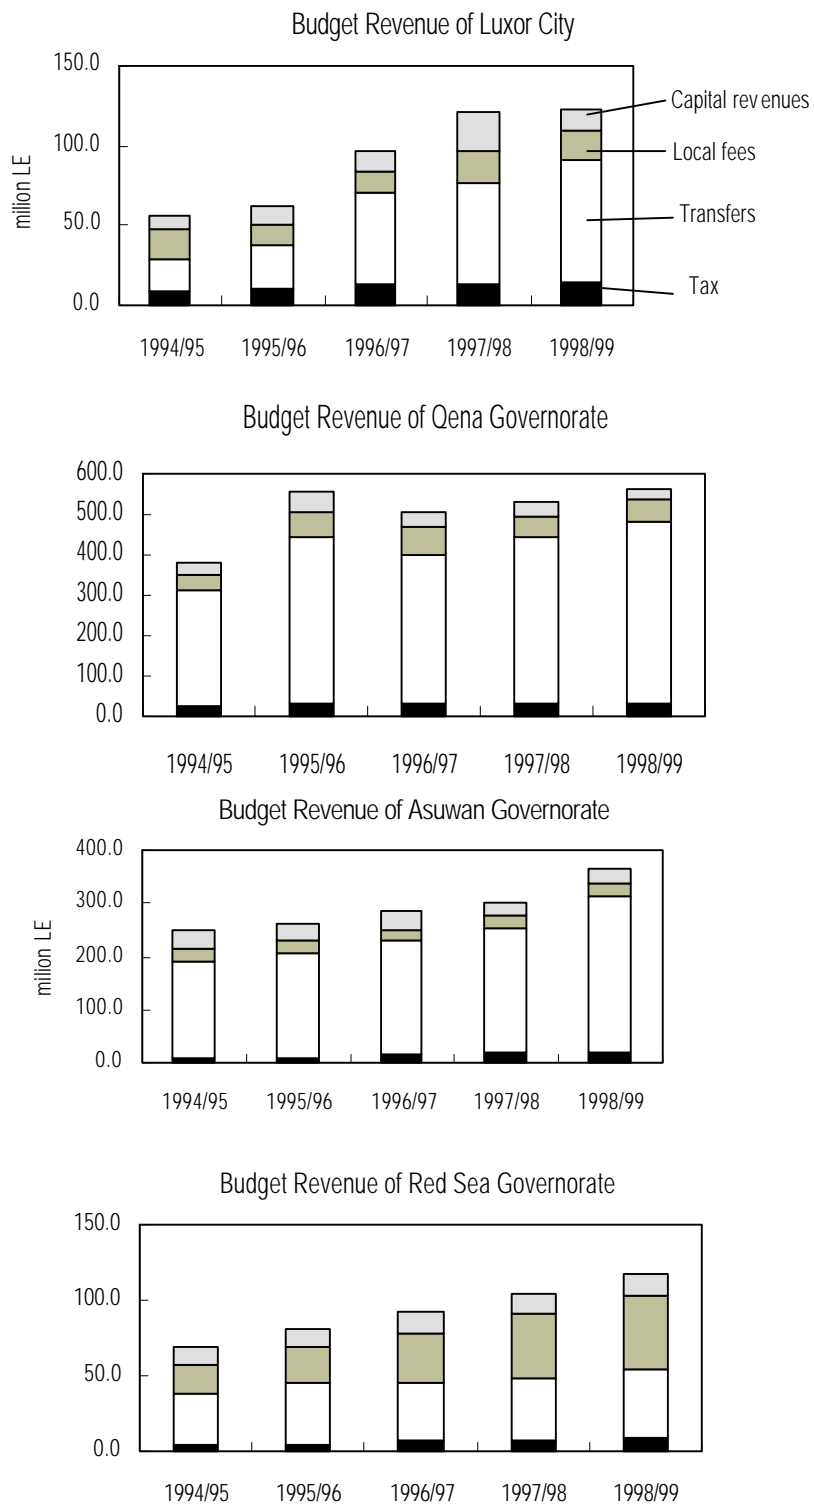 Budget Revenue of Luxor City
150.0
100.0
50.0
0.0
milion LE
Capital revenues
Local fees
Transfers
Tax
1994/95 1995/96 1996/97 1997/98 1998/99
Budget Revenue of Qena Governorate
600.0
500.0
400.0
300.0
200.0
100.0
0.0
1994/95 1995/96 1996/97 1997/98 1998/99
Budget Revenue of Asuwan Governorate
400.0
300.0
200.0
100.0
0.0
milion LE
1994/95 1995/96 1996/97 1997/98 1998/99
Budget Revenue of Red Sea Governorate
150.0
100.0
50.0
0.0
1994/95 1995/96 1996/97 1997/98 1998/99